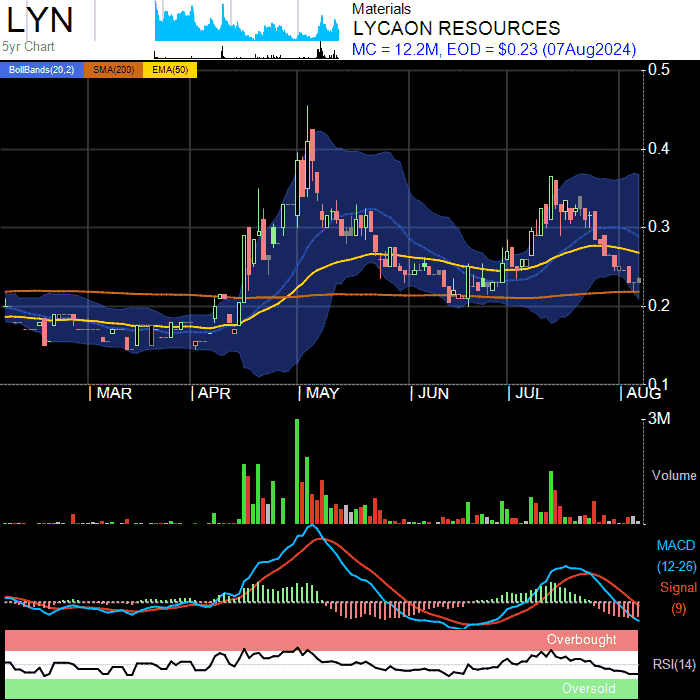 LYN
5yr Chart
Materials
LYCAON RESOURCES
MC = 12.2M, EOD = $0.23 (07Aug2024)
BollBands(20,2) SMA(200) EMA(50)
0.5
0.4
0.3
0.2
0.1
MAR APR MAY JUN JUL AUG
3M
Volume
MACD
(12-26)
Signal
(9)
Overbought
RSI(14)
Oversold